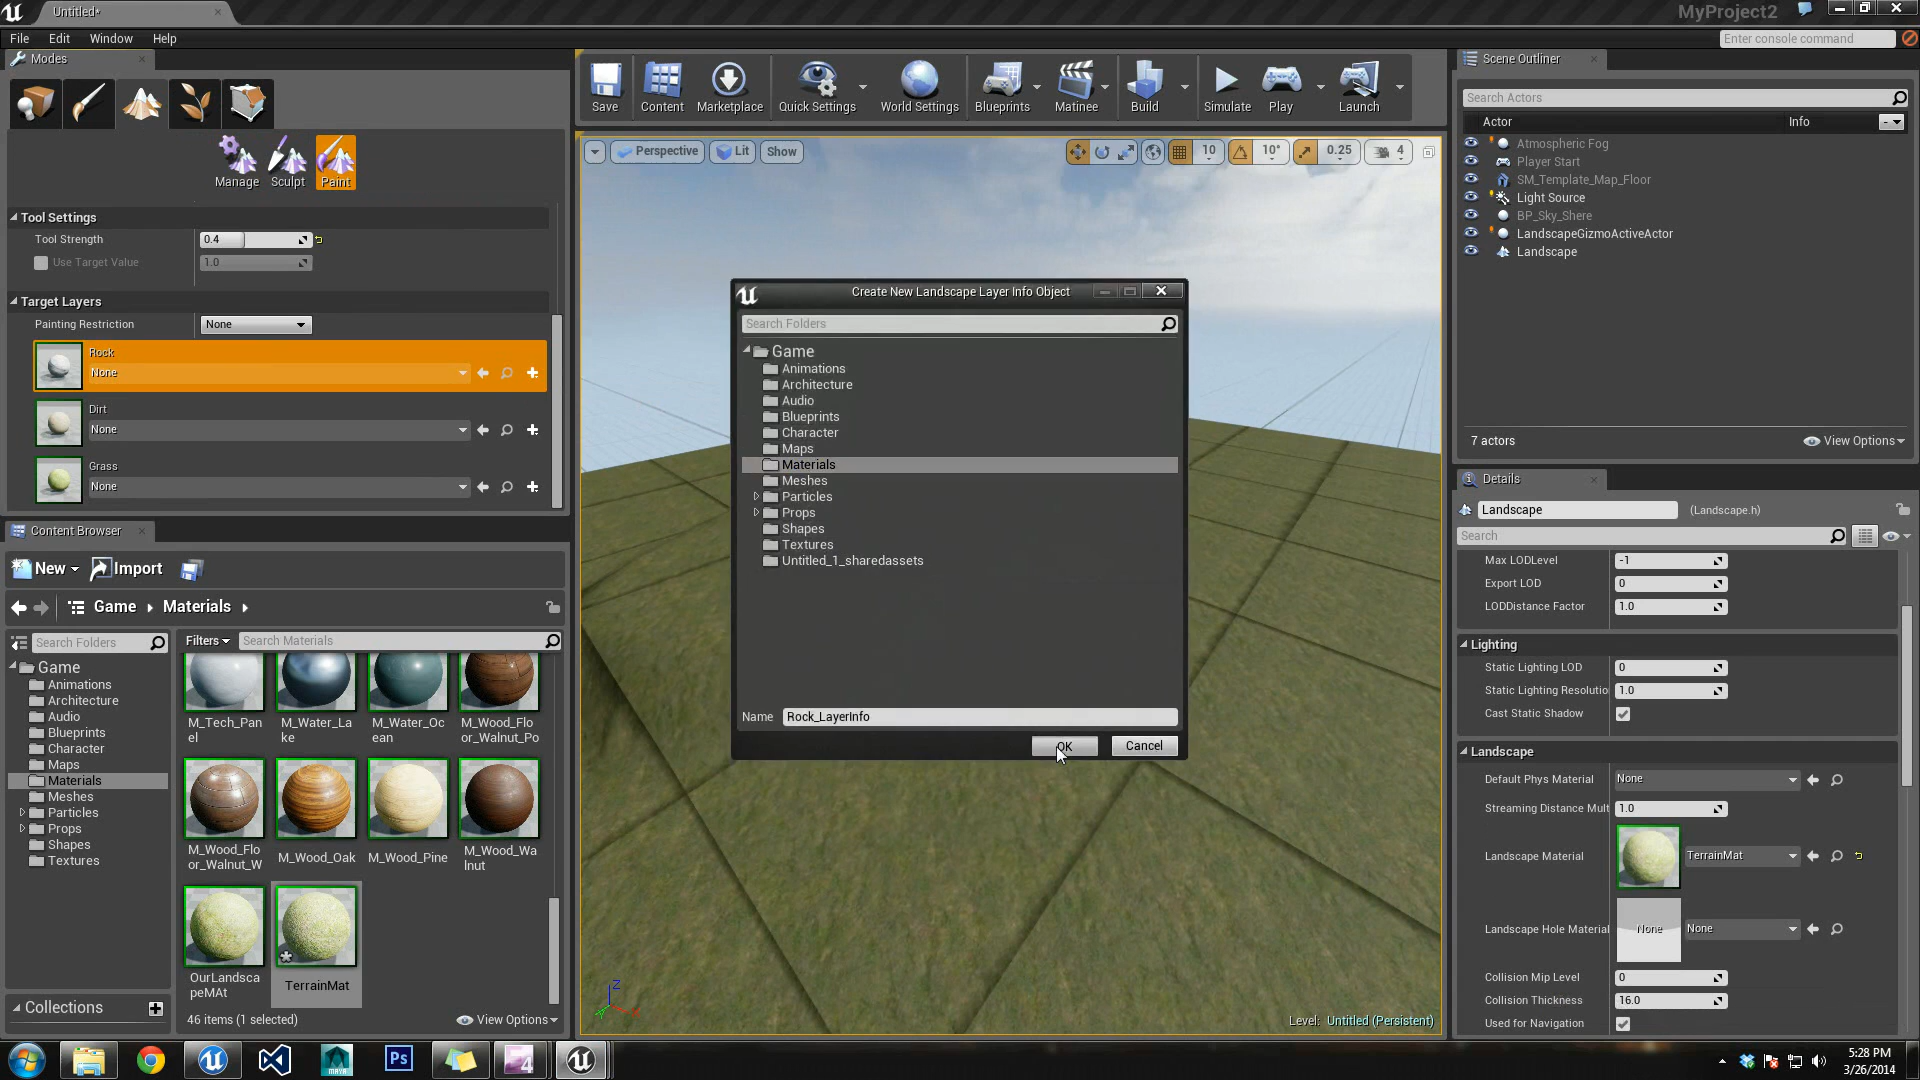 Untitled*
MyProject2
File Edit Window Help
Enter console command
Modes
Manage Sculpt Paint
Tool Settings
Tool Strength 0.4
Use Target Value 1.0
Target Layers
Painting Restriction None
Rock
None
Dirt
None
Grass
None
Save Content Marketplace Quick Settings World Settings Blueprints Matinee Build Simulate Play Launch
Perspective Lit Show 10 10° 0.25 4
Create New Landscape Layer Info Object
Search Folders
Game
Animations
Architecture
Audio
Blueprints
Character
Maps
Materials
Meshes
Particles
Props
Shapes
Textures
Untitled_1_sharedassets
Name Rock_LayerInfo
OK Cancel
Level: Untitled (Persistent)
Z
X
Content Browser
New Import
Game Materials
Search Folders
Filters Search Materials
Game
Animations
Architecture
Audio
Blueprints
Character
Maps
Materials
Meshes
Particles
Props
Shapes
Textures
Collections
M_Tech_Pan
el
M_Water_La
ke
M_Water_Oc
ean
M_Wood_Flo
or_Walnut_Po
M_Wood_Flo
or_Walnut_W
M_Wood_Oak
M_Wood_Pine
M_Wood_Wa
lnut
OurLandsca
peMAt
TerrainMat
46 items (1 selected)
View Options
Scene Outliner
Search Actors
Actor Info
Atmospheric Fog
Player Start
SM_Template_Map_Floor
Light Source
BP_Sky_Shere
LandscapeGizmoActiveActor
Landscape
7 actors
View Options
Details
Landscape (Landscape.h)
Search
Max LODLevel -1
Export LOD 0
LODDistance Factor 1.0
Lighting
Static Lighting LOD 0
Static Lighting Resolutio 1.0
Cast Static Shadow
Landscape
Default Phys Material None
Streaming Distance Mult 1.0
Landscape Material TerrainMat
Landscape Hole Material None None
Collision Mip Level 0
Collision Thickness 16.0
Used for Navigation
MAYA
Ps
4
5:28 PM
3/26/2014